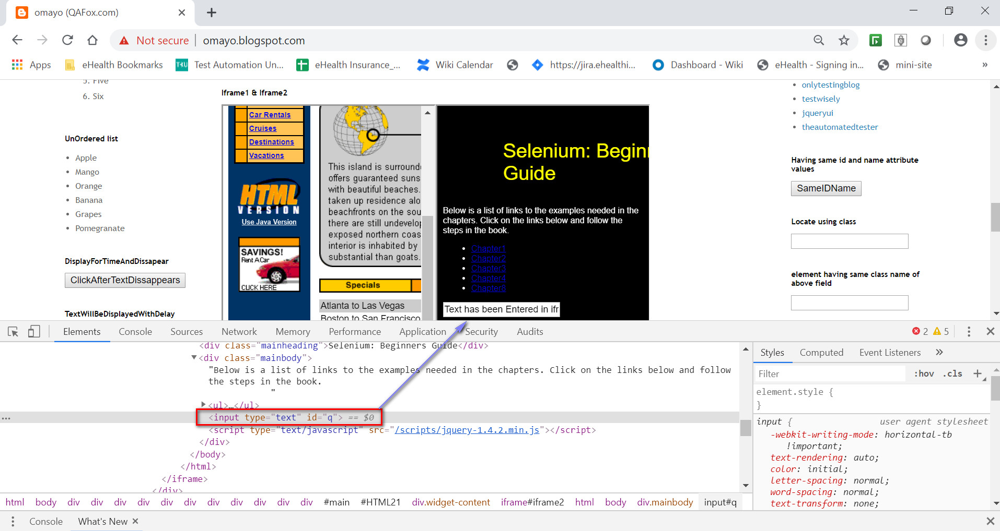 omayo (QAFox.com)
Not secure | omayo.blogspot.com
Apps eHealth Bookmarks TKU Test Automation Un... eHealth Insurance_... Wiki Calendar https://jira.ehealthi... Dashboard - Wiki eHealth - Signing in... mini-site »
5. Five
6. Six
UnOrdered list
• Apple
• Mango
• Orange
• Banana
• Grapes
• Pomegranate
DisplayForTimeAndDissapear
ClickAfterTextDissappears
TextWillBeDisplayedWithDelay
Iframe1 & Iframe2
Car Rentals
Cruises
Destinations
Vacations
HTML
VERSION
Use Java Version
SAVINGS!
Rent A Car
CLICK HERE
This island is surround
offers guaranteed suns
with beautiful beaches.
taken up residence alo
beachfronts on the sou
there are still undevelop
exposed northern coas
interior is inhabited by
substantial than goats.
Specials
Atlanta to Las Vegas
Boston to San Francisco
Selenium: Beginn
Guide
Below is a list of links to the examples needed in the
chapters. Click on the links below and follow the
steps in the book.
• Chapter1
• Chapter2
• Chapter3
• Chapter4
• Chapter8
Text has been Entered in ifr
• onlytestingblog
• testwisely
• jqueryui
• theautomatedtester
Having same id and name attribute
values
SameIDName
Locate using class
element having same class name of
above field
Elements Console Sources Network Memory Performance Application Security Audits 2 5
<div class="mainheading">Selenium: Beginners Guide</div>
<div class="mainbody">
"Below is a list of links to the examples needed in the chapters. Click on the links below and follow
the steps in the book.
"
<ul>…</ul>
<input type="text" id="q"> == $0
<script type="text/javascript" src="/scripts/jquery-1.4.2.min.js"></script>
</div>
</body>
</html>
</iframe>
</div>
Styles Computed Event Listeners »
Filter :hov .cls +
element.style {
}
input { user agent stylesheet
-webkit-writing-mode: horizontal-tb
!important;
text-rendering: auto;
color: initial;
letter-spacing: normal;
word-spacing: normal;
text-transform: none;
html body div div div div div div div div div div div #main #HTML21 div.widget-content iframe#iframe2 html body div.mainbody input#q
Console What's New